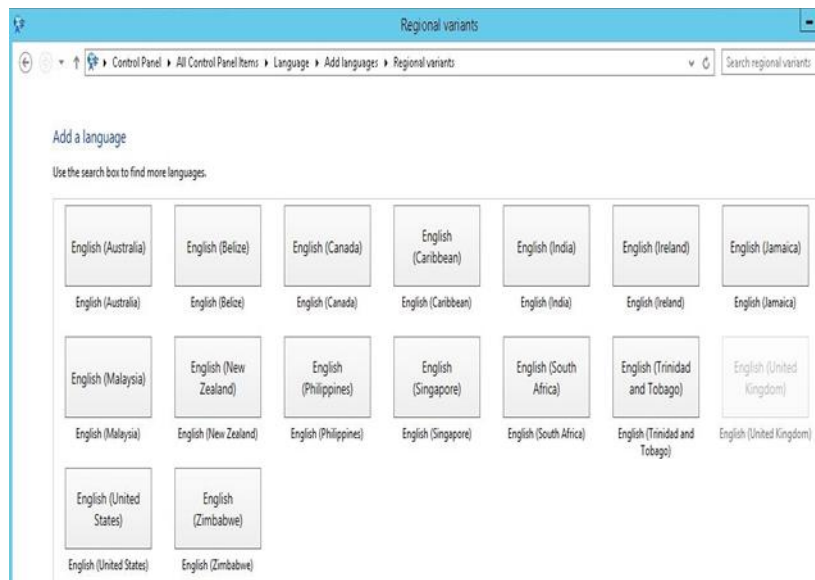 Regional variants
Control Panel ▸ All Control Panel Items ▸ Language ▸ Add languages ▸ Regional variants
Search regional variants
Add a language
Use the search box to find more languages.
English (Australia)
English (Belize)
English (Canada)
English
(Caribbean)
English (India)
English (Ireland)
English (Jamaica)
English (Australia)
English (Belize)
English (Canada)
English (Caribbean)
English (India)
English (Ireland)
English (Jamaica)
English (Malaysia)
English (New
Zealand)
English
(Philippines)
English
(Singapore)
English (South
Africa)
English (Trinidad
and Tobago)
English (United
Kingdom)
English (Malaysia)
English (New Zealand)
English (Philippines)
English (Singapore)
English (South Africa)
English (Trinidad and
Tobago)
English (United Kingdom)
English (United
States)
English
(Zimbabwe)
English (United States)
English (Zimbabwe)